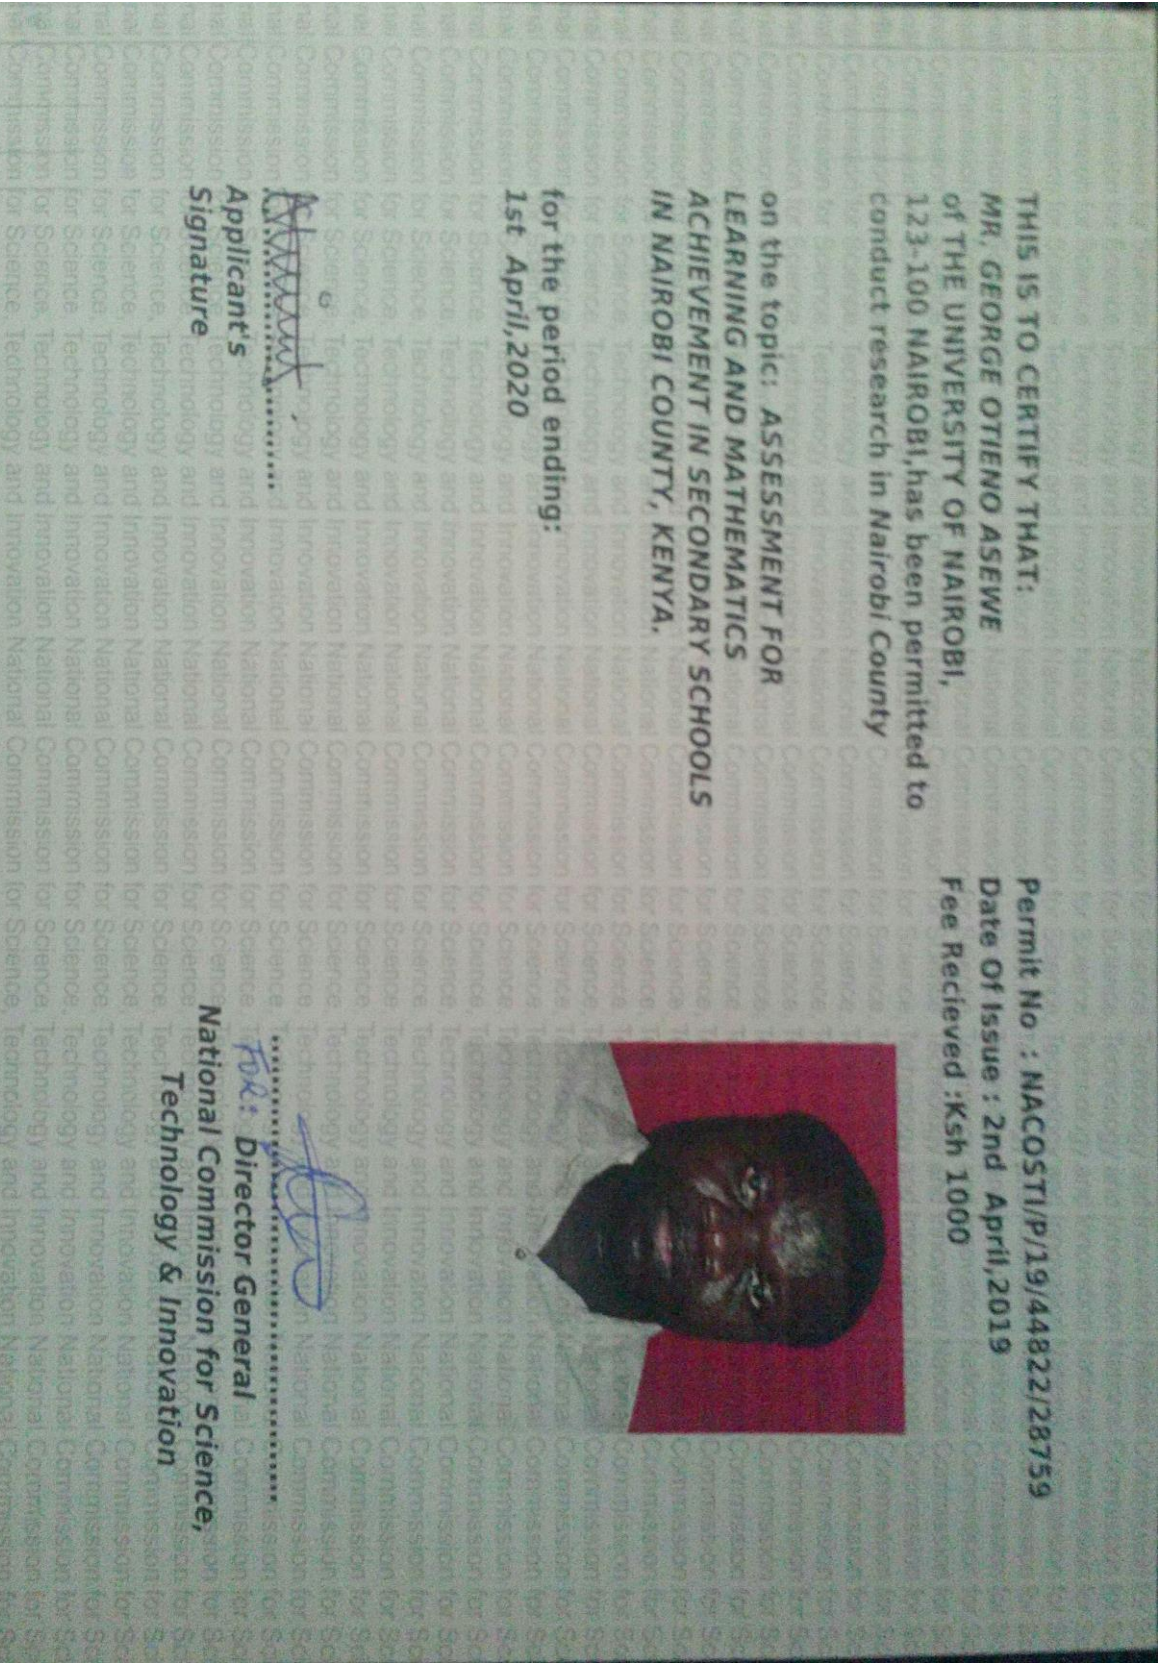 THIS IS TO CERTIFY THAT:
MR. GEORGE OTIENO ASEWE
of THE UNIVERSITY OF NAIROBI,
123-100 NAIROBI,has been permitted to
conduct research in Nairobi County
on the topic: ASSESSMENT FOR
LEARNING AND MATHEMATICS
ACHIEVEMENT IN SECONDARY SCHOOLS
IN NAIROBI COUNTY, KENYA.
for the period ending:
1st April,2020
Applicant's
Signature
Permit No : NACOSTI/P/19/44822/28759
Date Of Issue : 2nd April,2019
Fee Recieved :Ksh 1000
FOR: Director General
National Commission for Science,
Technology & Innovation